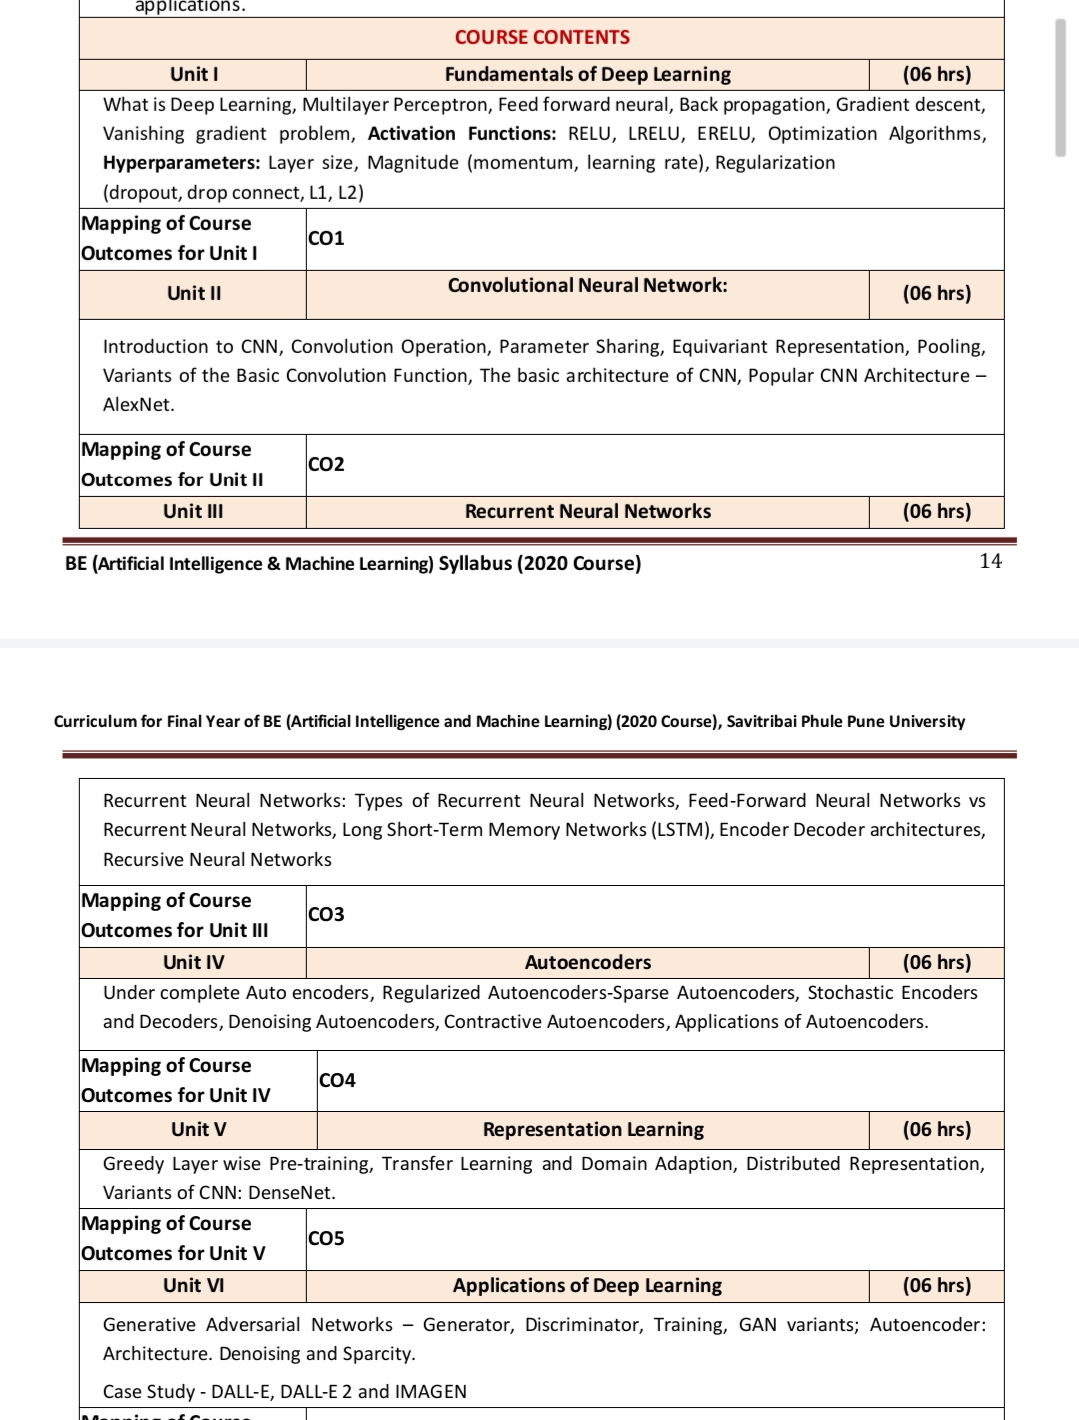 applications.
COURSE CONTENTS
Unit I Fundamentals of Deep Learning (06 hrs)
What is Deep Learning, Multilayer Perceptron, Feed forward neural, Back propagation, Gradient descent,
Vanishing gradient problem, Activation Functions: RELU, LRELU, ERELU, Optimization Algorithms,
Hyperparameters: Layer size, Magnitude (momentum, learning rate), Regularization
(dropout, drop connect, L1, L2)
Mapping of Course
Outcomes for Unit I
CO1
Unit II Convolutional Neural Network: (06 hrs)
Introduction to CNN, Convolution Operation, Parameter Sharing, Equivariant Representation, Pooling,
Variants of the Basic Convolution Function, The basic architecture of CNN, Popular CNN Architecture –
AlexNet.
Mapping of Course
Outcomes for Unit II
CO2
Unit III Recurrent Neural Networks (06 hrs)
BE (Artificial Intelligence & Machine Learning) Syllabus (2020 Course) 14
Curriculum for Final Year of BE (Artificial Intelligence and Machine Learning) (2020 Course), Savitribai Phule Pune University
Recurrent Neural Networks: Types of Recurrent Neural Networks, Feed-Forward Neural Networks vs
Recurrent Neural Networks, Long Short-Term Memory Networks (LSTM), Encoder Decoder architectures,
Recursive Neural Networks
Mapping of Course
Outcomes for Unit III
CO3
Unit IV Autoencoders (06 hrs)
Under complete Auto encoders, Regularized Autoencoders-Sparse Autoencoders, Stochastic Encoders
and Decoders, Denoising Autoencoders, Contractive Autoencoders, Applications of Autoencoders.
Mapping of Course
Outcomes for Unit IV
CO4
Unit V Representation Learning (06 hrs)
Greedy Layer wise Pre-training, Transfer Learning and Domain Adaption, Distributed Representation,
Variants of CNN: DenseNet.
Mapping of Course
Outcomes for Unit V
CO5
Unit VI Applications of Deep Learning (06 hrs)
Generative Adversarial Networks – Generator, Discriminator, Training, GAN variants; Autoencoder:
Architecture. Denoising and Sparcity.
Case Study - DALL-E, DALL-E 2 and IMAGEN
Mapping of Course